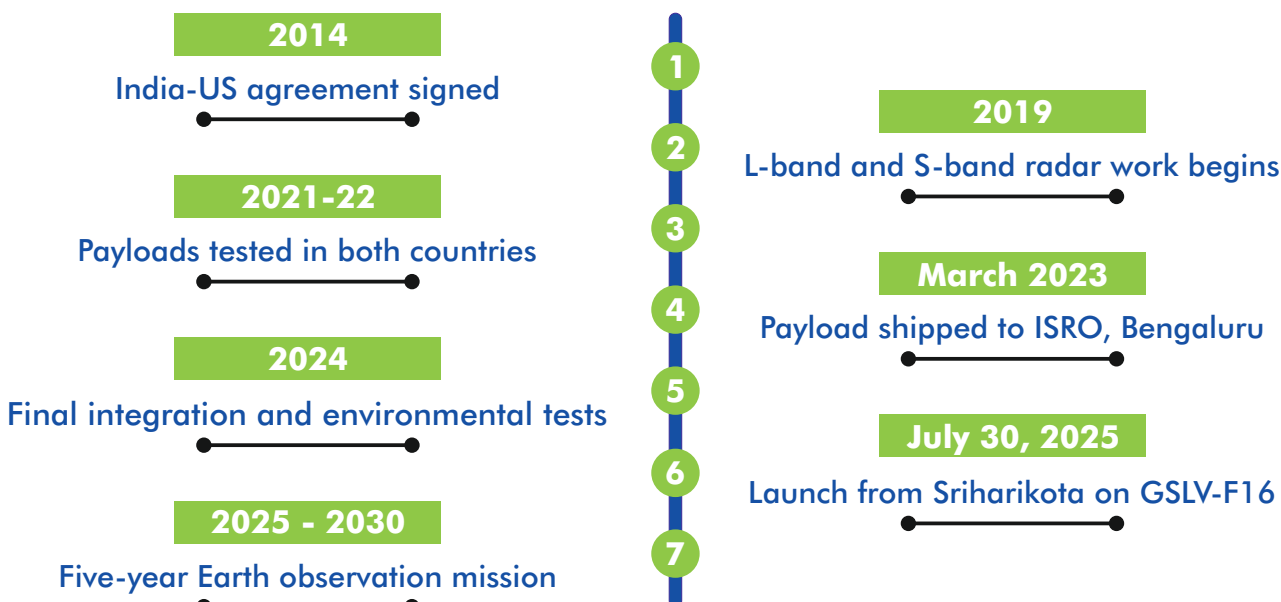 2014
India-US agreement signed
1
2019
L-band and S-band radar work begins
2
2021-22
Payloads tested in both countries
3
March 2023
Payload shipped to ISRO, Bengaluru
4
2024
Final integration and environmental tests
5
July 30, 2025
Launch from Sriharikota on GSLV-F16
6
2025 - 2030
Five-year Earth observation mission
7